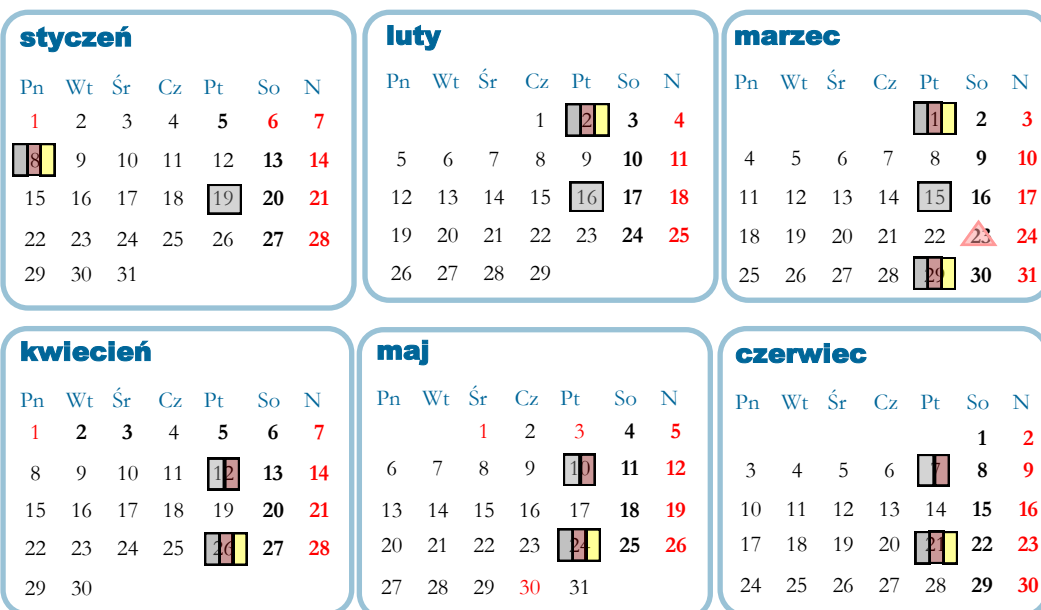 styczeń
Pn Wt Śr Cz Pt So N
1 2 3 4 5 6 7
8 9 10 11 12 13 14
15 16 17 18 19 20 21
22 23 24 25 26 27 28
29 30 31
luty
Pn Wt Śr Cz Pt So N
1 2 3 4
5 6 7 8 9 10 11
12 13 14 15 16 17 18
19 20 21 22 23 24 25
26 27 28 29
marzec
Pn Wt Śr Cz Pt So N
1 2 3
4 5 6 7 8 9 10
11 12 13 14 15 16 17
18 19 20 21 22 23 24
25 26 27 28 29 30 31
kwiecień
Pn Wt Śr Cz Pt So N
1 2 3 4 5 6 7
8 9 10 11 12 13 14
15 16 17 18 19 20 21
22 23 24 25 26 27 28
29 30
maj
Pn Wt Śr Cz Pt So N
1 2 3 4 5
6 7 8 9 10 11 12
13 14 15 16 17 18 19
20 21 22 23 24 25 26
27 28 29 30 31
czerwiec
Pn Wt Śr Cz Pt So N
1 2
3 4 5 6 7 8 9
10 11 12 13 14 15 16
17 18 19 20 21 22 23
24 25 26 27 28 29 30